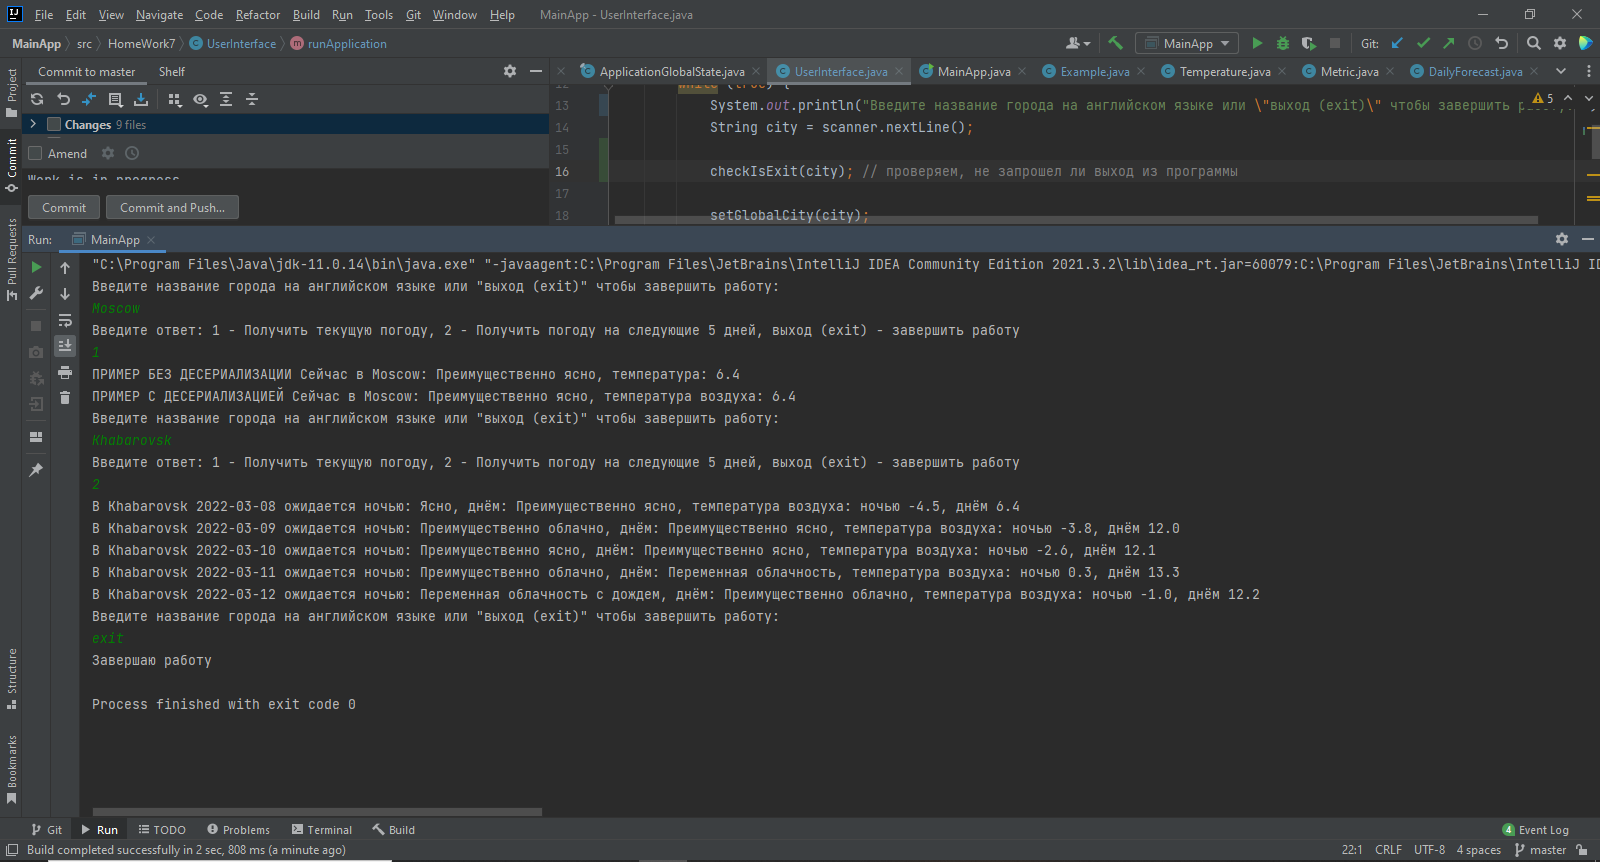 File Edit View Navigate Code Refactor Build Run Tools Git Window Help MainApp - UserInterface.java
MainApp src HomeWork7 UserInterface runApplication MainApp Git:
Commit to master Shelf
ApplicationGlobalState.java UserInterface.java MainApp.java Example.java Temperature.java Metric.java DailyForecast.java
Changes 9 files
Amend
Work is in progress
Commit Commit and Push...
12 while (true) {
13 System.out.println("Введите название города на английском языке или \"выход (exit)\" чтобы завершить
5
14 String city = scanner.nextLine();
15
16 checkIsExit(city); // проверяем, не запрошел ли выход из программы
17
18 setGlobalCity(city);
Project
Commit
Pull Requests
Structure
Bookmarks
Run: MainApp
"C:\Program Files\Java\jdk-11.0.14\bin\java.exe" "-javaagent:C:\Program Files\JetBrains\IntelliJ IDEA Community Edition 2021.3.2\lib\idea_rt.jar=60079:C:\Program Files\JetBrains\IntelliJ ID
Введите название города на английском языке или "выход (exit)" чтобы завершить работу:
Moscow
Введите ответ: 1 - Получить текущую погоду, 2 - Получить погоду на следующие 5 дней, выход (exit) - завершить работу
1
ПРИМЕР БЕЗ ДЕСЕРИАЛИЗАЦИИ Сейчас в Moscow: Преимущественно ясно, температура: 6.4
ПРИМЕР С ДЕСЕРИАЛИЗАЦИЕЙ Сейчас в Moscow: Преимущественно ясно, температура воздуха: 6.4
Введите название города на английском языке или "выход (exit)" чтобы завершить работу:
Khabarovsk
Введите ответ: 1 - Получить текущую погоду, 2 - Получить погоду на следующие 5 дней, выход (exit) - завершить работу
2
В Khabarovsk 2022-03-08 ожидается ночью: Ясно, днём: Преимущественно ясно, температура воздуха: ночью -4.5, днём 6.4
В Khabarovsk 2022-03-09 ожидается ночью: Преимущественно облачно, днём: Преимущественно ясно, температура воздуха: ночью -3.8, днём 12.0
В Khabarovsk 2022-03-10 ожидается ночью: Преимущественно ясно, днём: Преимущественно ясно, температура воздуха: ночью -2.6, днём 12.1
В Khabarovsk 2022-03-11 ожидается ночью: Преимущественно облачно, днём: Переменная облачность, температура воздуха: ночью 0.3, днём 13.3
В Khabarovsk 2022-03-12 ожидается ночью: Переменная облачность с дождем, днём: Преимущественно облачно, температура воздуха: ночью -1.0, днём 12.2
Введите название города на английском языке или "выход (exit)" чтобы завершить работу:
exit
Завершаю работу
Process finished with exit code 0
Git Run TODO Problems Terminal Build 4 Event Log
Build completed successfully in 2 sec, 808 ms (a minute ago) 22:1 CRLF UTF-8 4 spaces master